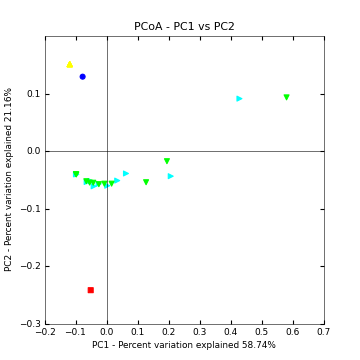 PCoA - PC1 vs PC2
PC2 - Percent variation explained 21.16%
0.1
0.0
−0.1
−0.2
−0.3
−0.2 −0.1 0.0 0.1 0.2 0.3 0.4 0.5 0.6 0.7
PC1 - Percent variation explained 58.74%